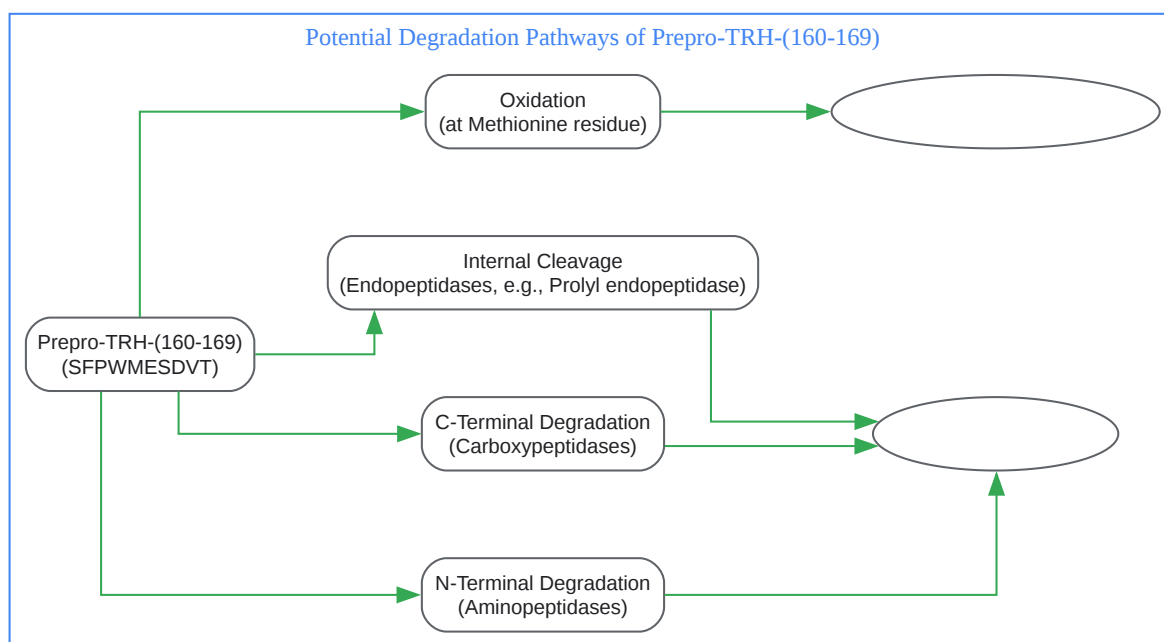 Potential Degradation Pathways of Prepro-TRH-(160-169)
Oxidation
(at Methionine residue)
Internal Cleavage
(Endopeptidases, e.g., Prolyl endopeptidase)
Prepro-TRH-(160-169)
(SFPWMESDVT)
C-Terminal Degradation
(Carboxypeptidases)
N-Terminal Degradation
(Aminopeptidases)